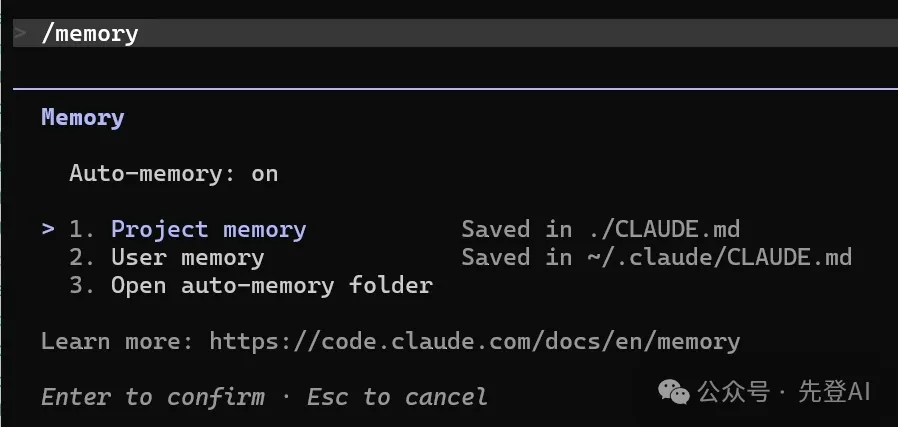 > /memory
Memory
Auto-memory: on
> 1. Project memory Saved in ./CLAUDE.md
2. User memory Saved in ~/.claude/CLAUDE.md
3. Open auto-memory folder
Learn more: https://code.claude.com/docs/en/memory
Enter to confirm · Esc to cancel
公众号 · 先登AI